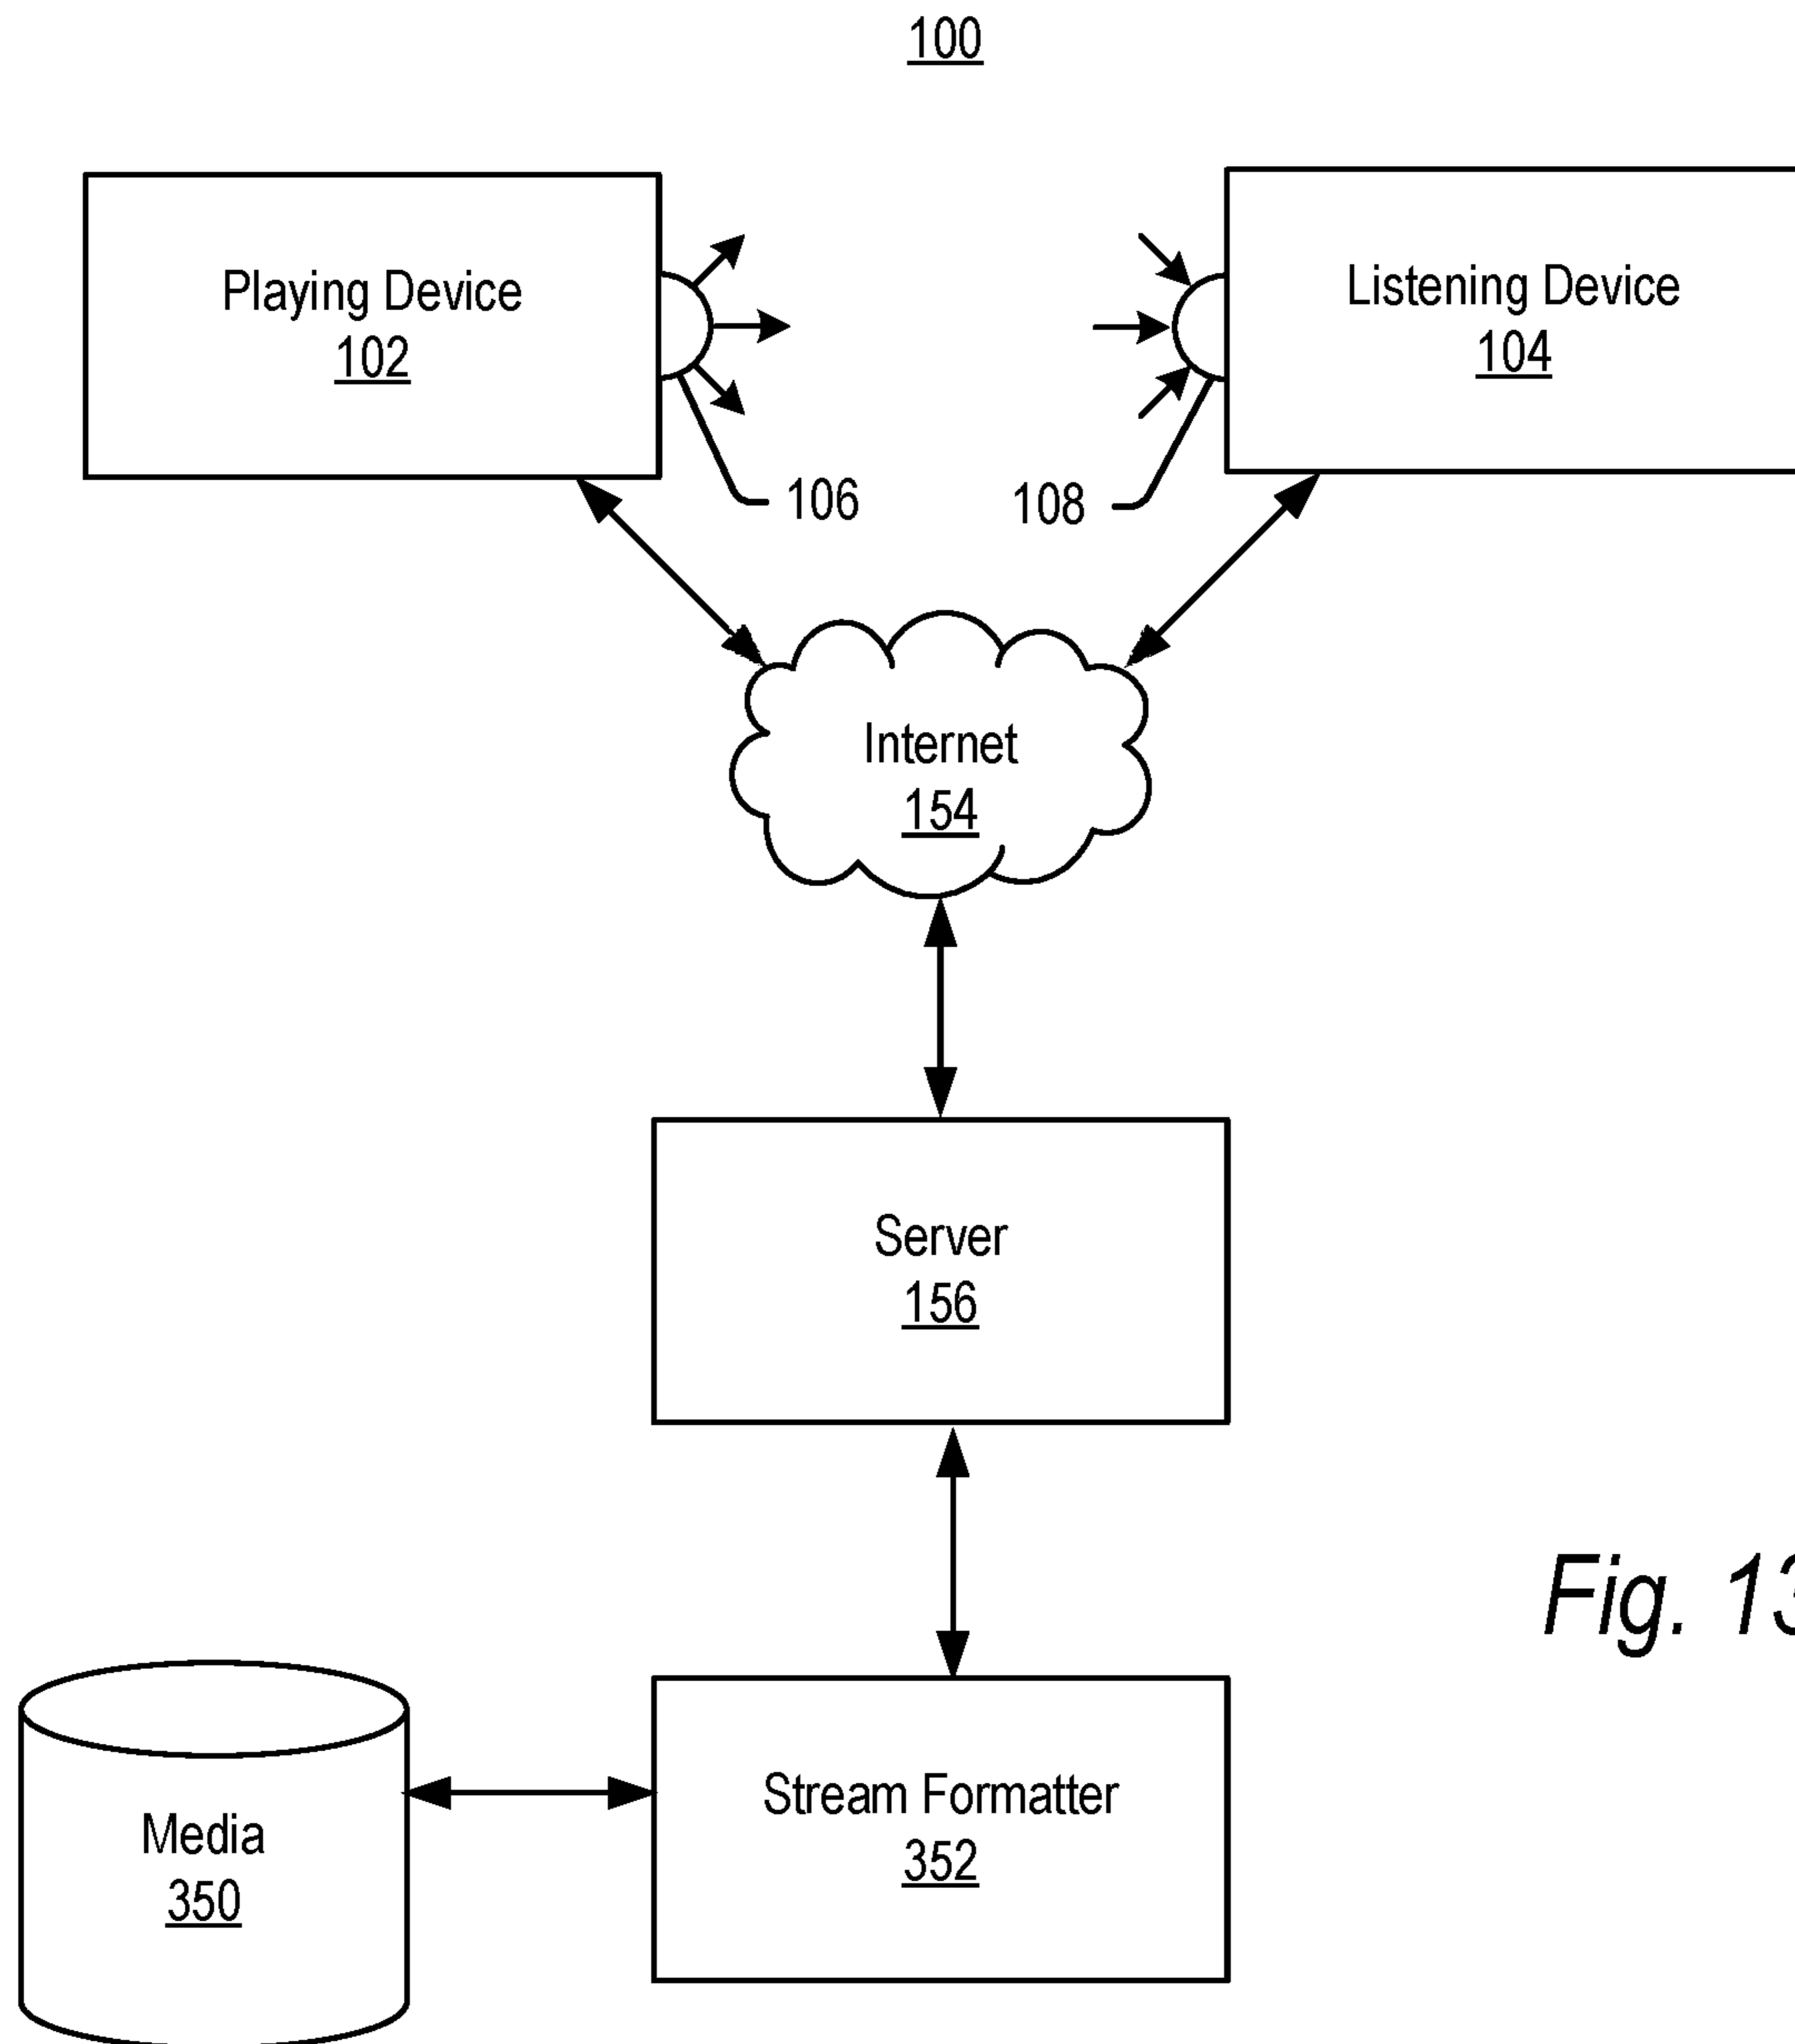 100
Playing Device
102
Listening Device
104
106
108
Internet
154
Server
156
Fig. 13
Stream Formatter
352
Media
350